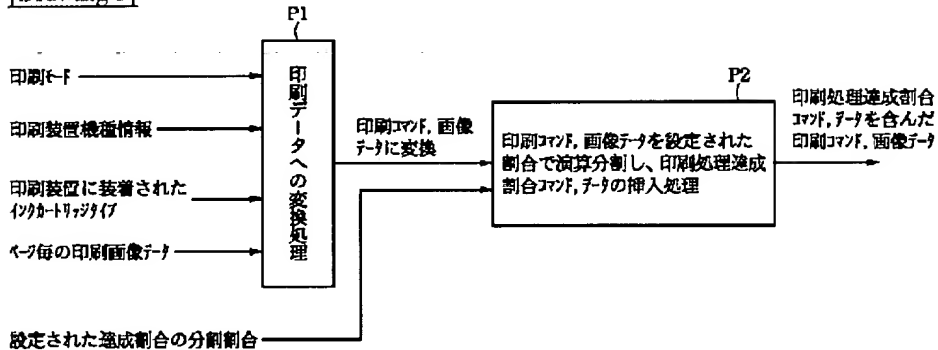 P1
印刷モード
印刷装置機種情報
印刷装置に装着された
インクカートリッジタイプ
ページ毎の印刷画像データ
設定された達成割合の分割割合
印刷データへの変換処理
印刷コマンド, 画像
データに変換
P2
印刷コマンド, 画像データを設定された
割合で演算分割し、印刷処理達成
割合コマンド, データの挿入処理
印刷処理達成割合
コマンド, データを含んだ
印刷コマンド, 画像データ